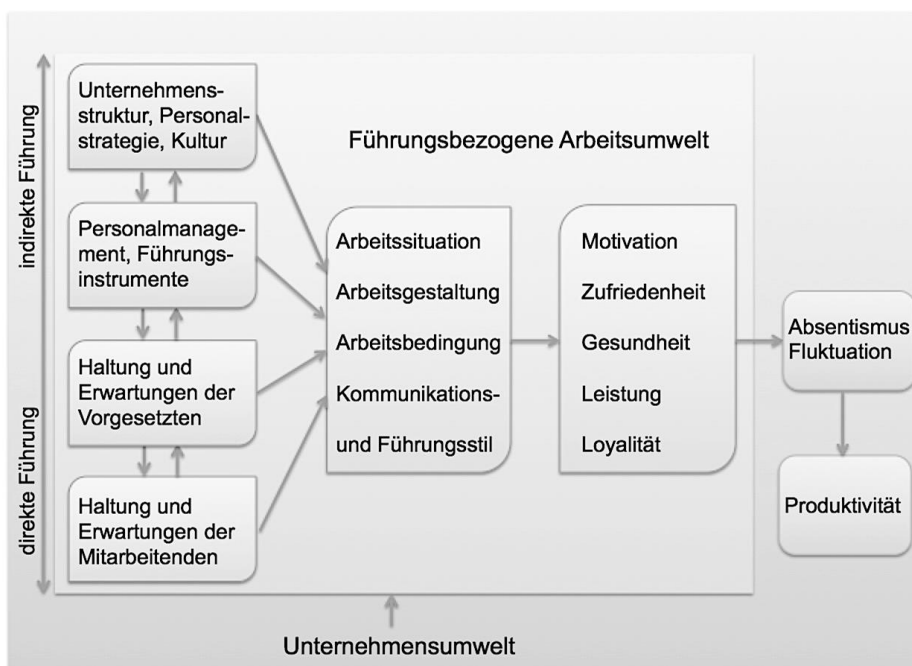 indirekte Führung
direkte Führung
Unternehmens-
struktur, Personal-
strategie, Kultur
Personalmanage-
ment, Führungs-
instrumente
Haltung und
Erwartungen der
Vorgesetzten
Haltung und
Erwartungen der
Mitarbeitenden
Führungsbezogene Arbeitsumwelt
Arbeitssituation
Arbeitsgestaltung
Arbeitsbedingung
Kommunikations-
und Führungsstil
Motivation
Zufriedenheit
Gesundheit
Leistung
Loyalität
Absentismus
Fluktuation
Produktivität
Unternehmensumwelt